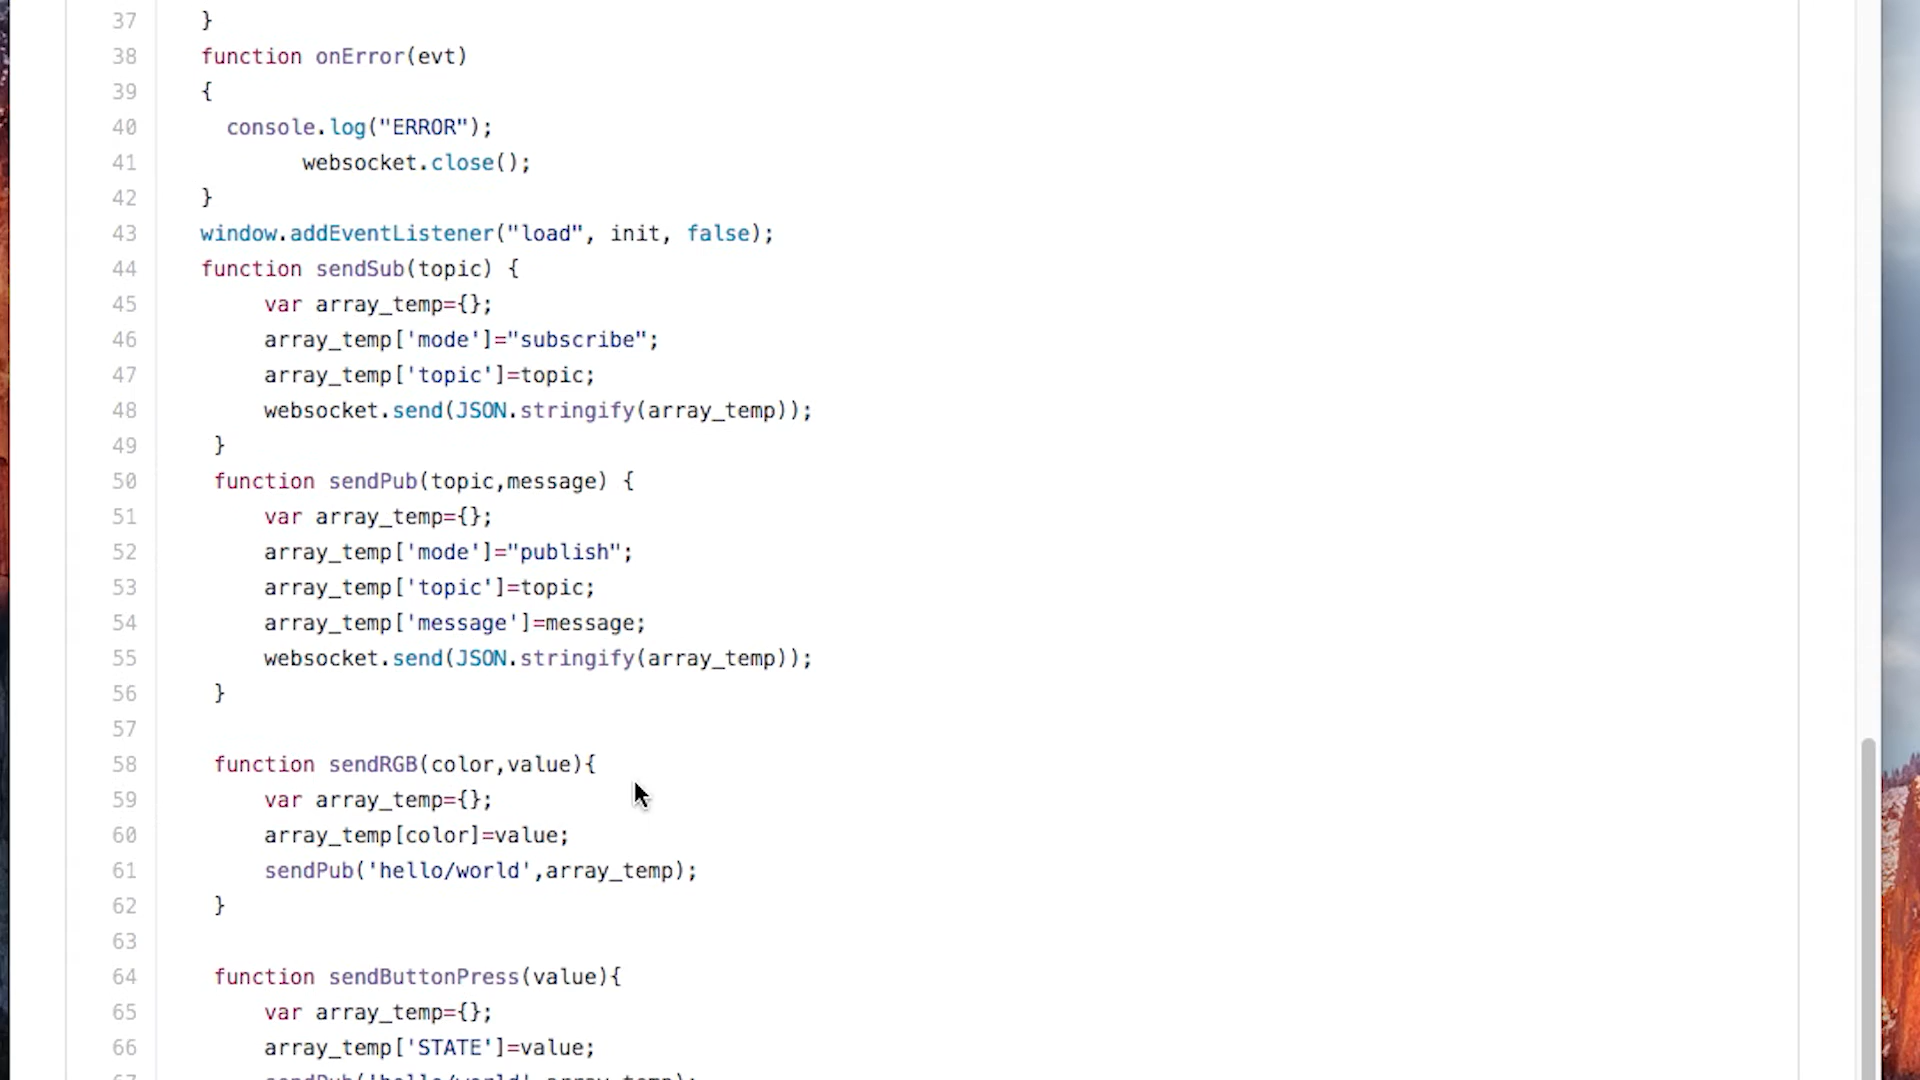 37 }
38 function onError(evt)
39 {
40 console.log("ERROR");
41 websocket.close();
42 }
43 window.addEventListener("load", init, false);
44 function sendSub(topic) {
45 var array_temp={};
46 array_temp['mode']="subscribe";
47 array_temp['topic']=topic;
48 websocket.send(JSON.stringify(array_temp));
49 }
50 function sendPub(topic,message) {
51 var array_temp={};
52 array_temp['mode']="publish";
53 array_temp['topic']=topic;
54 array_temp['message']=message;
55 websocket.send(JSON.stringify(array_temp));
56 }
57
58 function sendRGB(color,value){
59 var array_temp={};
60 array_temp[color]=value;
61 sendPub('hello/world',array_temp);
62 }
63
64 function sendButtonPress(value){
65 var array_temp={};
66 array_temp['STATE']=value;
67 sendPub('hello/world',array_temp);